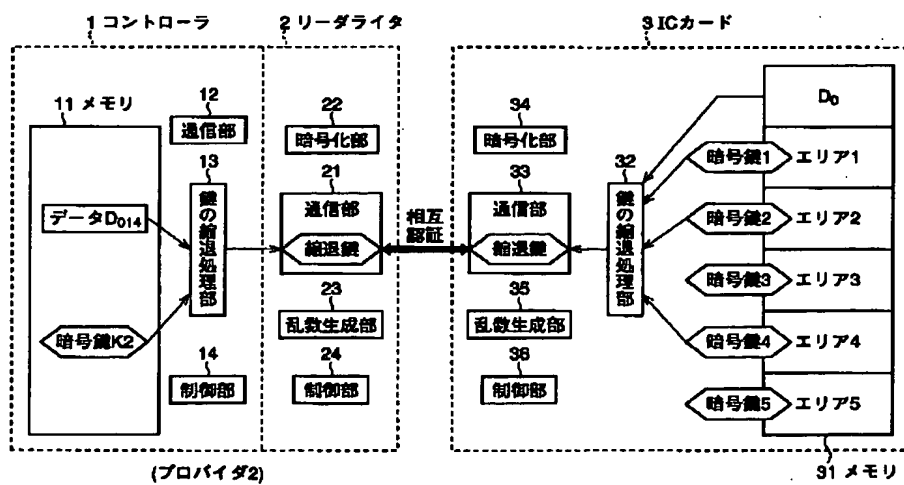 1 コントローラ
2 リーダライタ
3 ICカード
11 メモリ
12
通信部
13
鍵の縮退処理部
データD014
暗号鍵K2
14
制御部
22
暗号化部
21
通信部
縮退鍵
23
乱数生成部
24
制御部
相互
認証
34
暗号化部
33
通信部
縮退鍵
35
乱数生成部
36
制御部
32
鍵の縮退処理部
D0
暗号鍵1 エリア1
暗号鍵2 エリア2
暗号鍵3 エリア3
暗号鍵4 エリア4
暗号鍵5 エリア5
31 メモリ
(プロバイダ2)